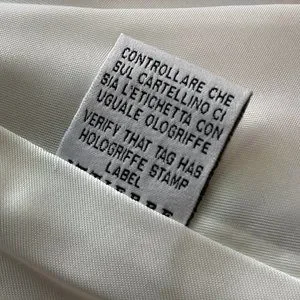 CONTROLLARE CHE
SUL CARTELLINO CI
SIA L'ETICHETTA CON
UGUALE OLOGRIFFE
VERIFY THAT TAG HAS
HOLOGRIFFE STAMP
LABEL